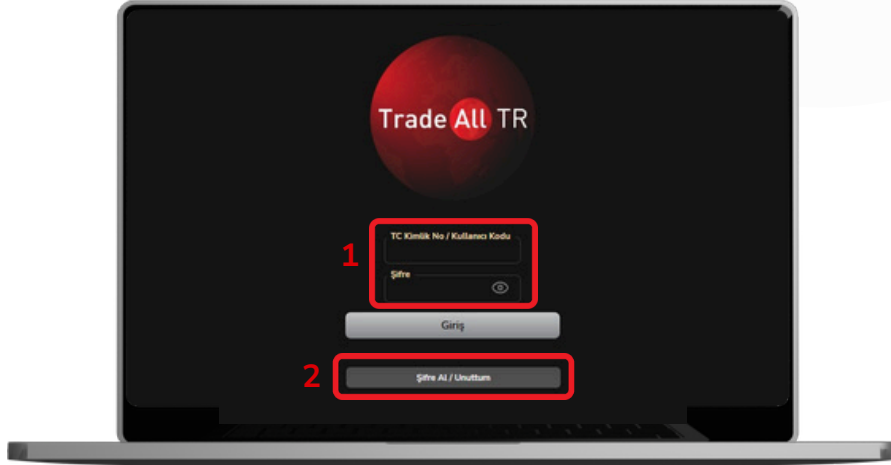 Trade All TR
1
TC Kimlik No / Kullanıcı Kodu
Şifre
Giriş
2
Şifre Al / Unuttum